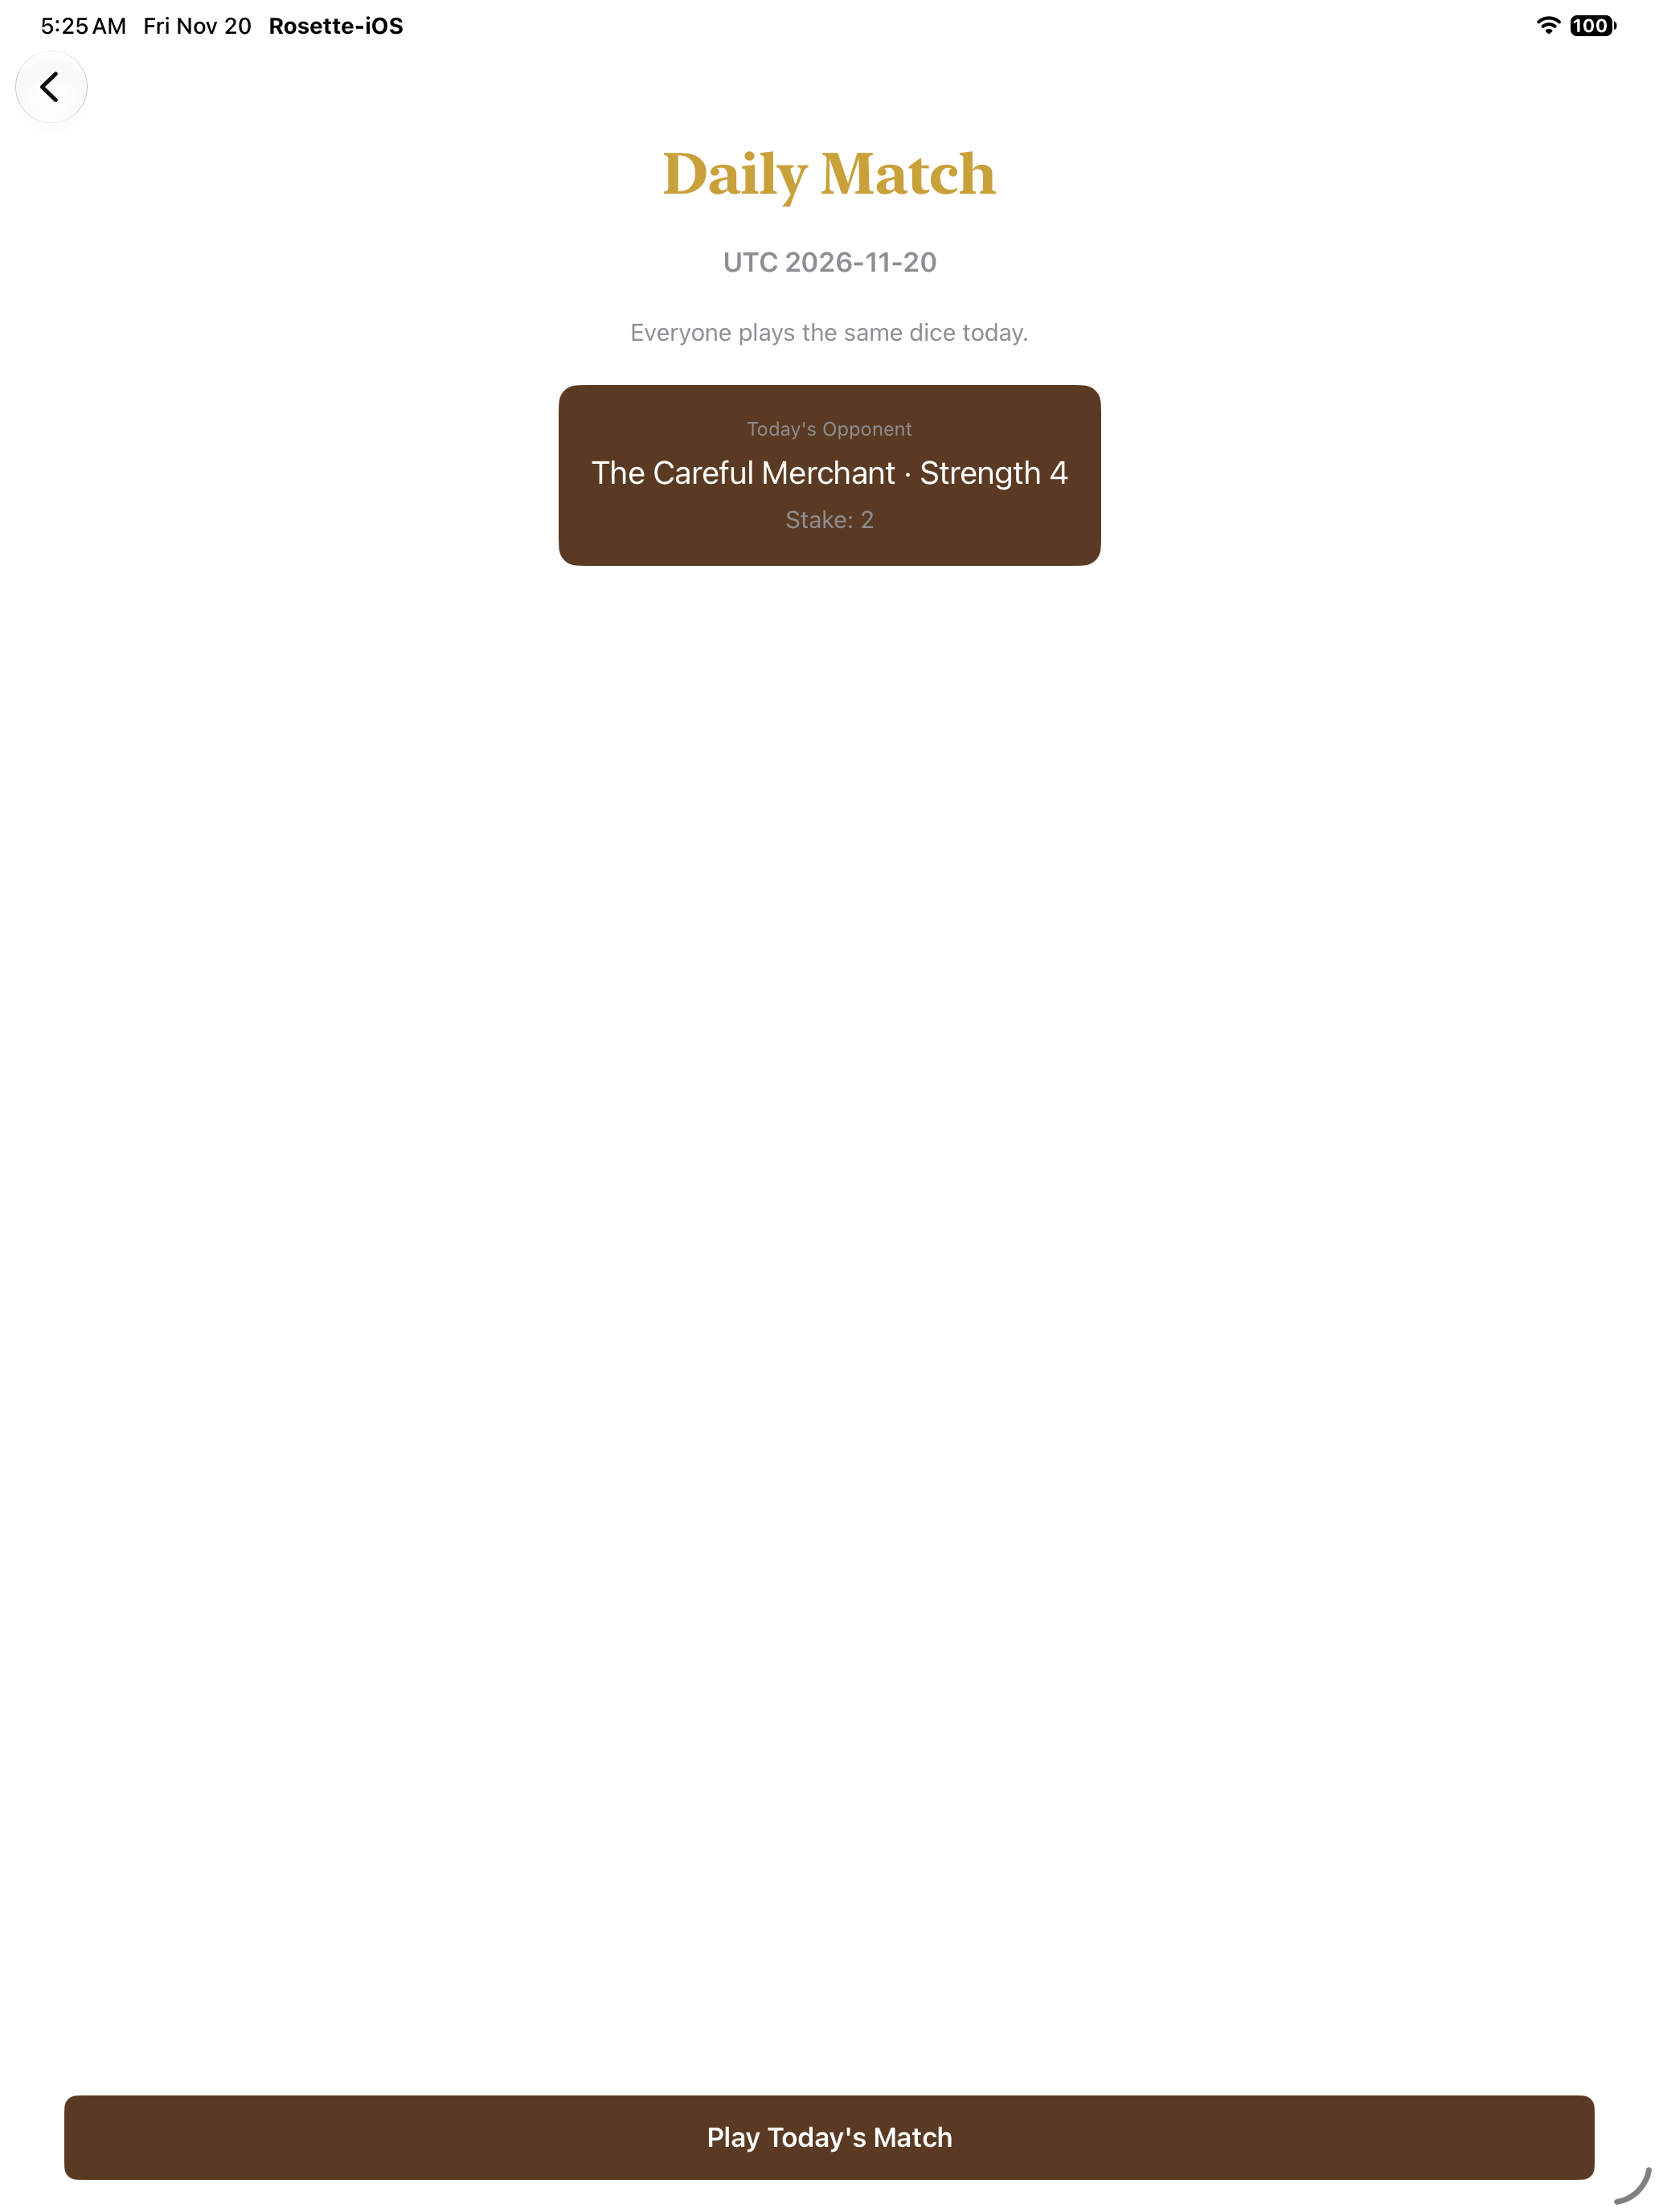 5:25 AM Fri Nov 20 Rosette-iOS 100
Daily Match
UTC 2026-11-20
Everyone plays the same dice today.
Today's Opponent
The Careful Merchant · Strength 4
Stake: 2
Play Today's Match